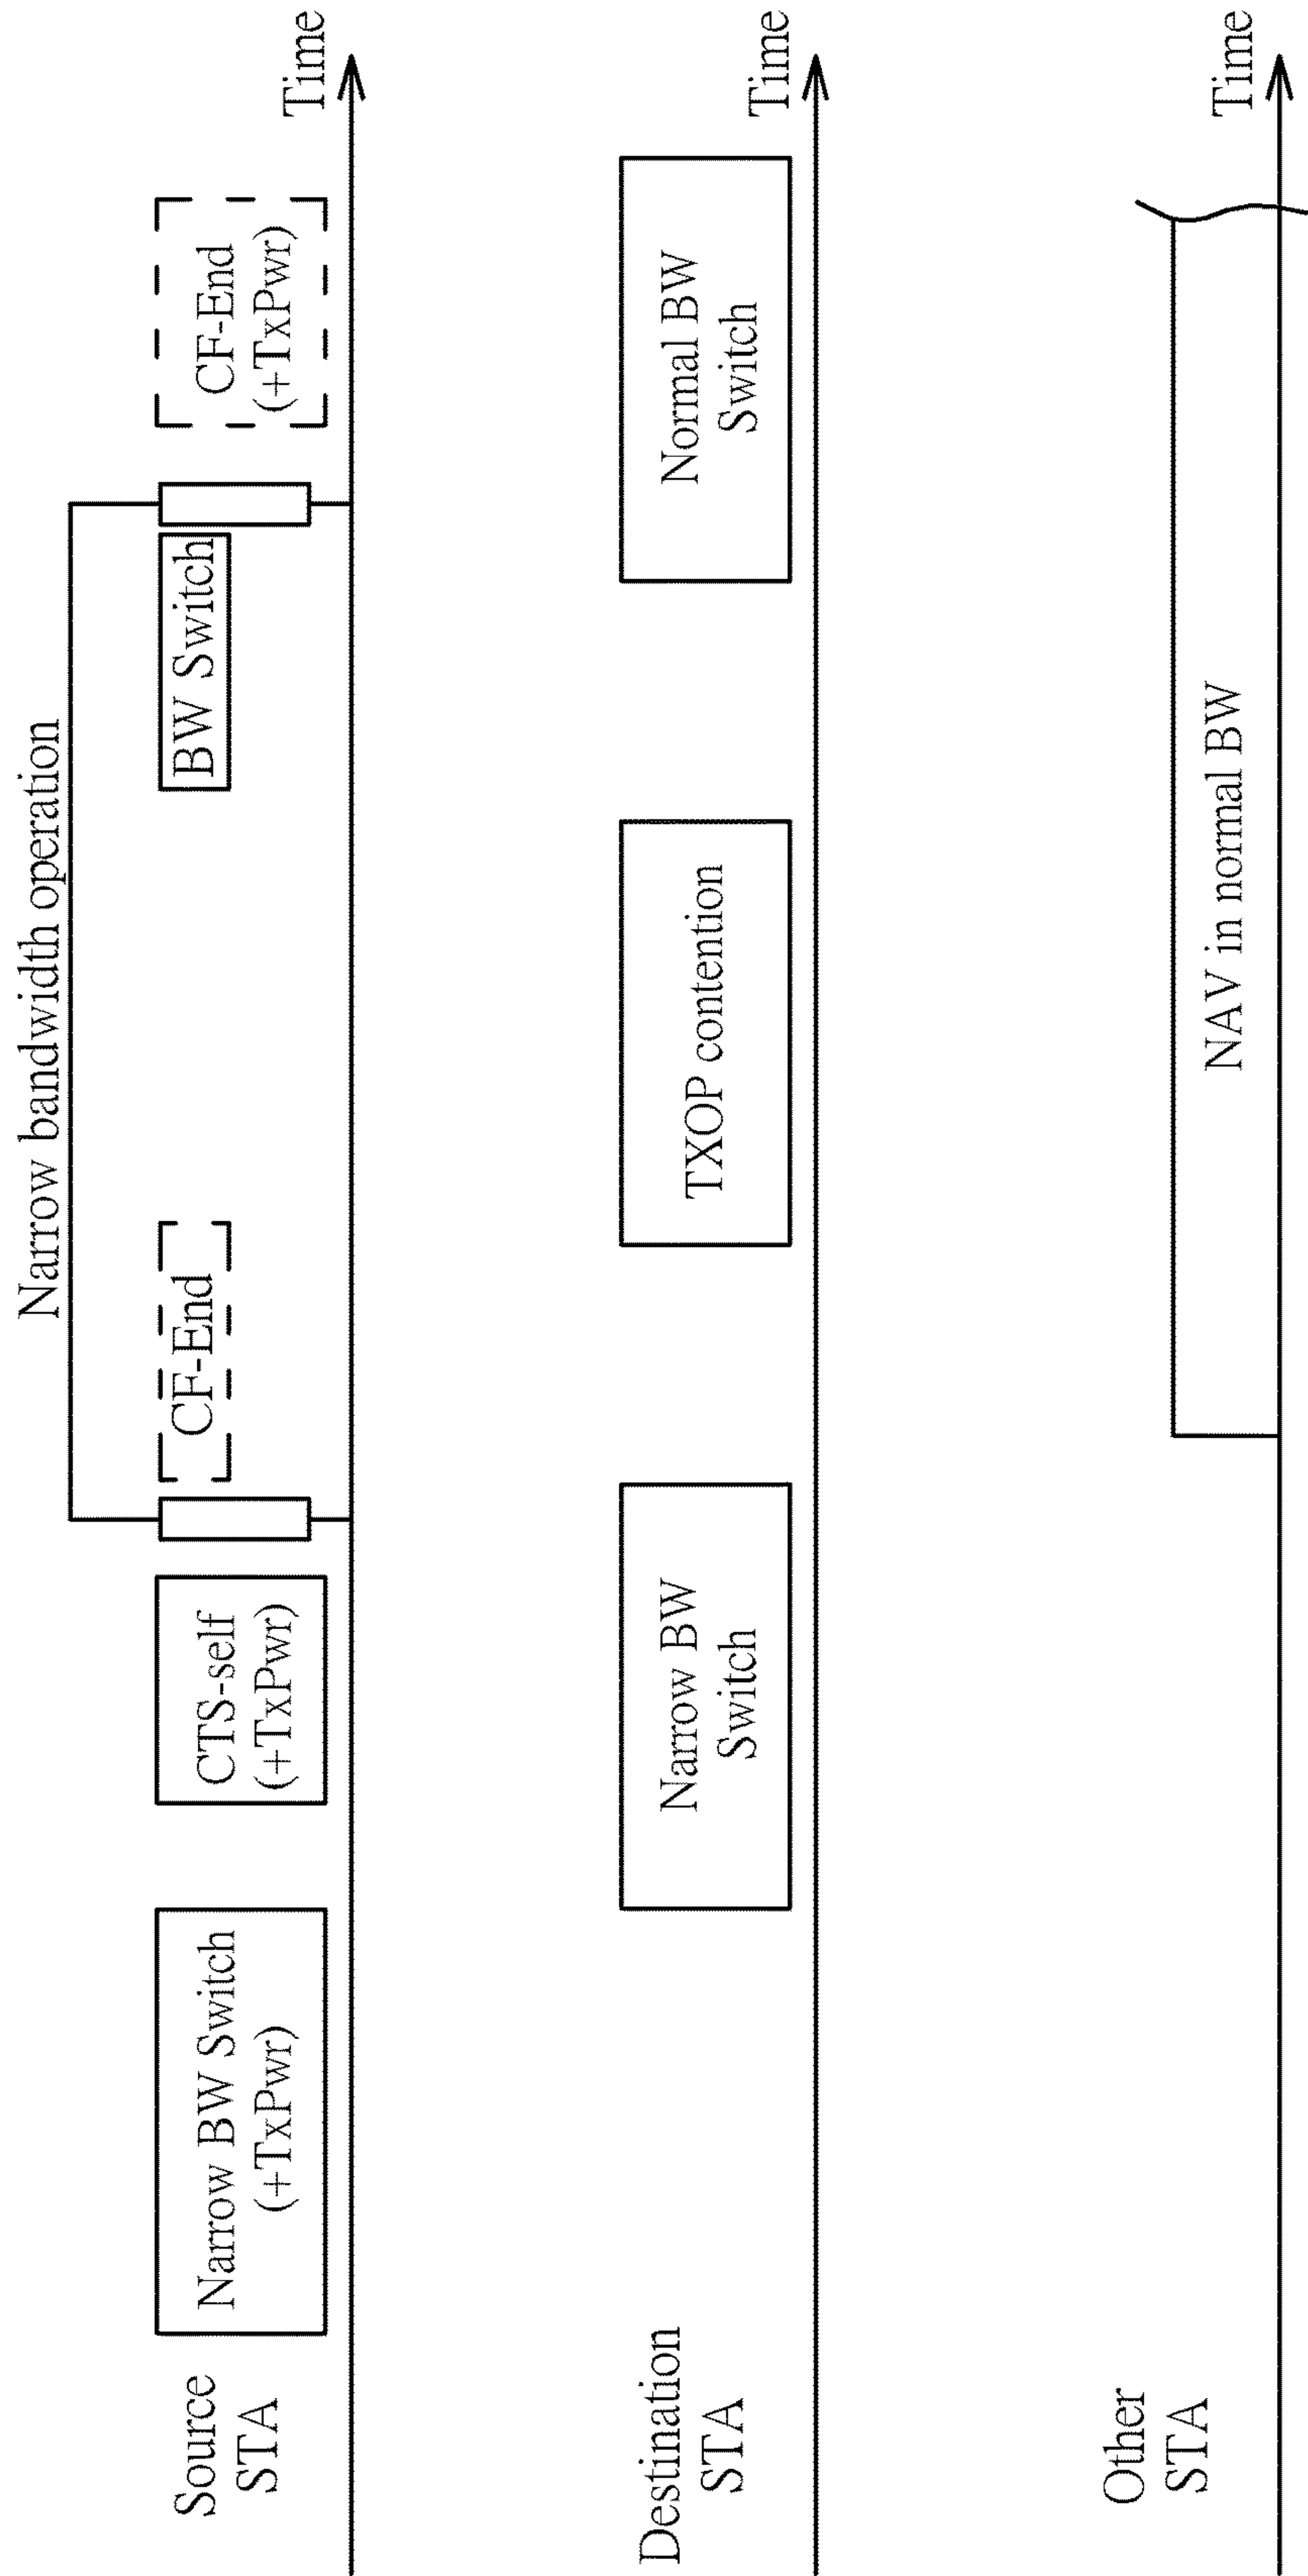 Narrow bandwidth operation
Source
STA
Narrow BW Switch
(+TxPwr)
CTS-self
(+TxPwr)
CF-End
BW Switch
CF-End
(+TxPwr)
Time
Destination
STA
Narrow BW
Switch
TXOP contention
Normal BW
Switch
Time
Other
STA
NAV in normal BW
Time